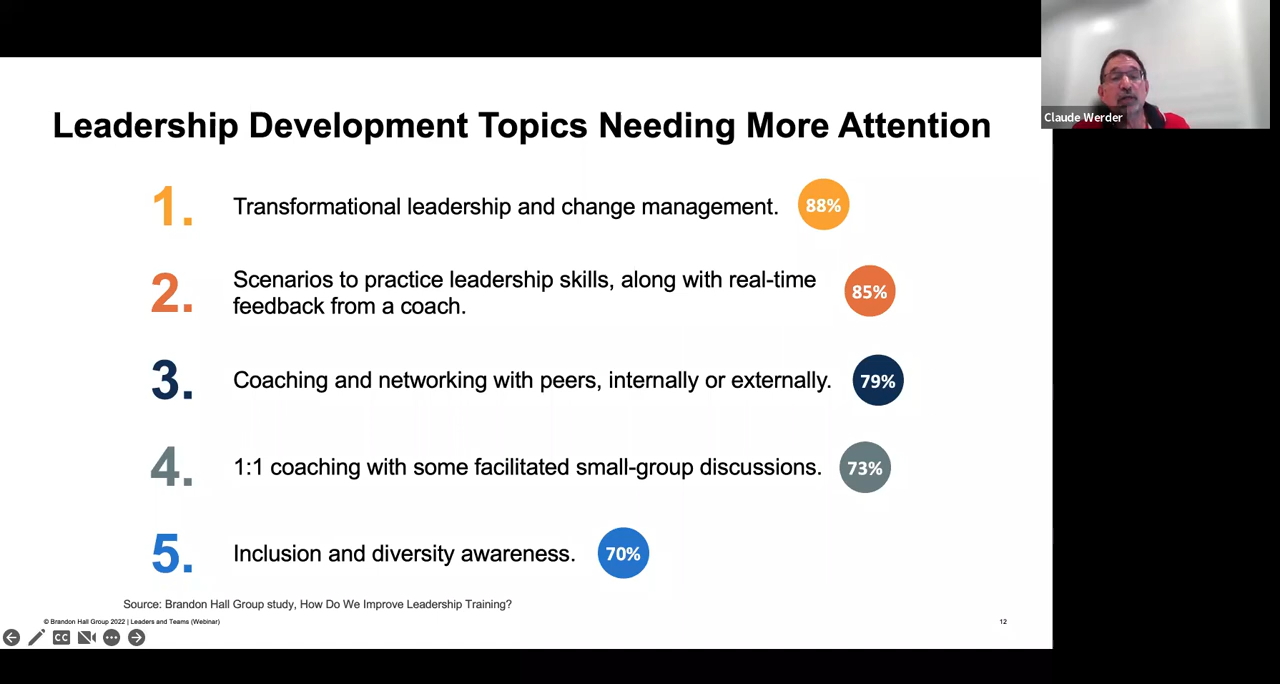 Leadership Development Topics Needing More Attention
Claude Werder
1. Transformational leadership and change management. 88%
2. Scenarios to practice leadership skills, along with real-time
feedback from a coach. 85%
3. Coaching and networking with peers, internally or externally. 79%
4. 1:1 coaching with some facilitated small-group discussions. 73%
5. Inclusion and diversity awareness. 70%
Source: Brandon Hall Group study, How Do We Improve Leadership Training?
© Brandon Hall Group 2022 | Leaders and Teams (Webinar) 12
CC